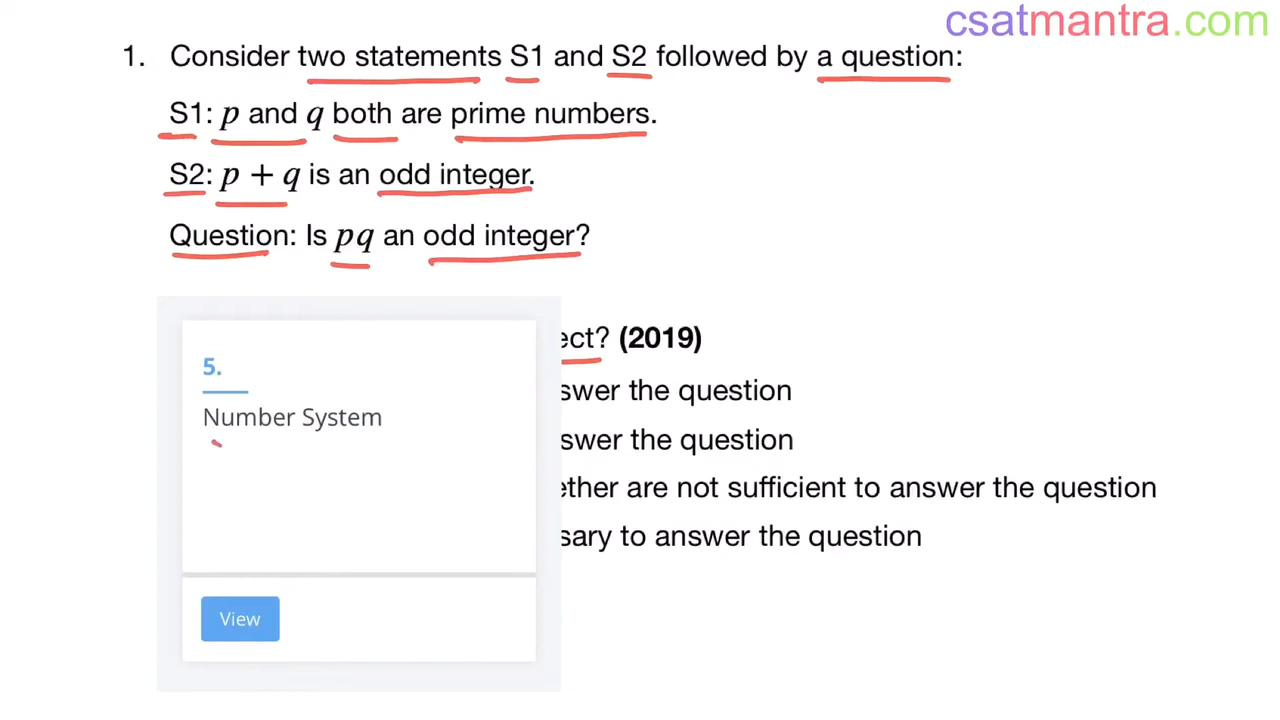 csatmantra.com
1. Consider two statements S1 and S2 followed by a question:
S1: p and q both are prime numbers.
S2: p + q is an odd integer.
Question: Is pq an odd integer?
ect? (2019)
swer the question
swer the question
ether are not sufficient to answer the question
sary to answer the question
5.
Number System
View